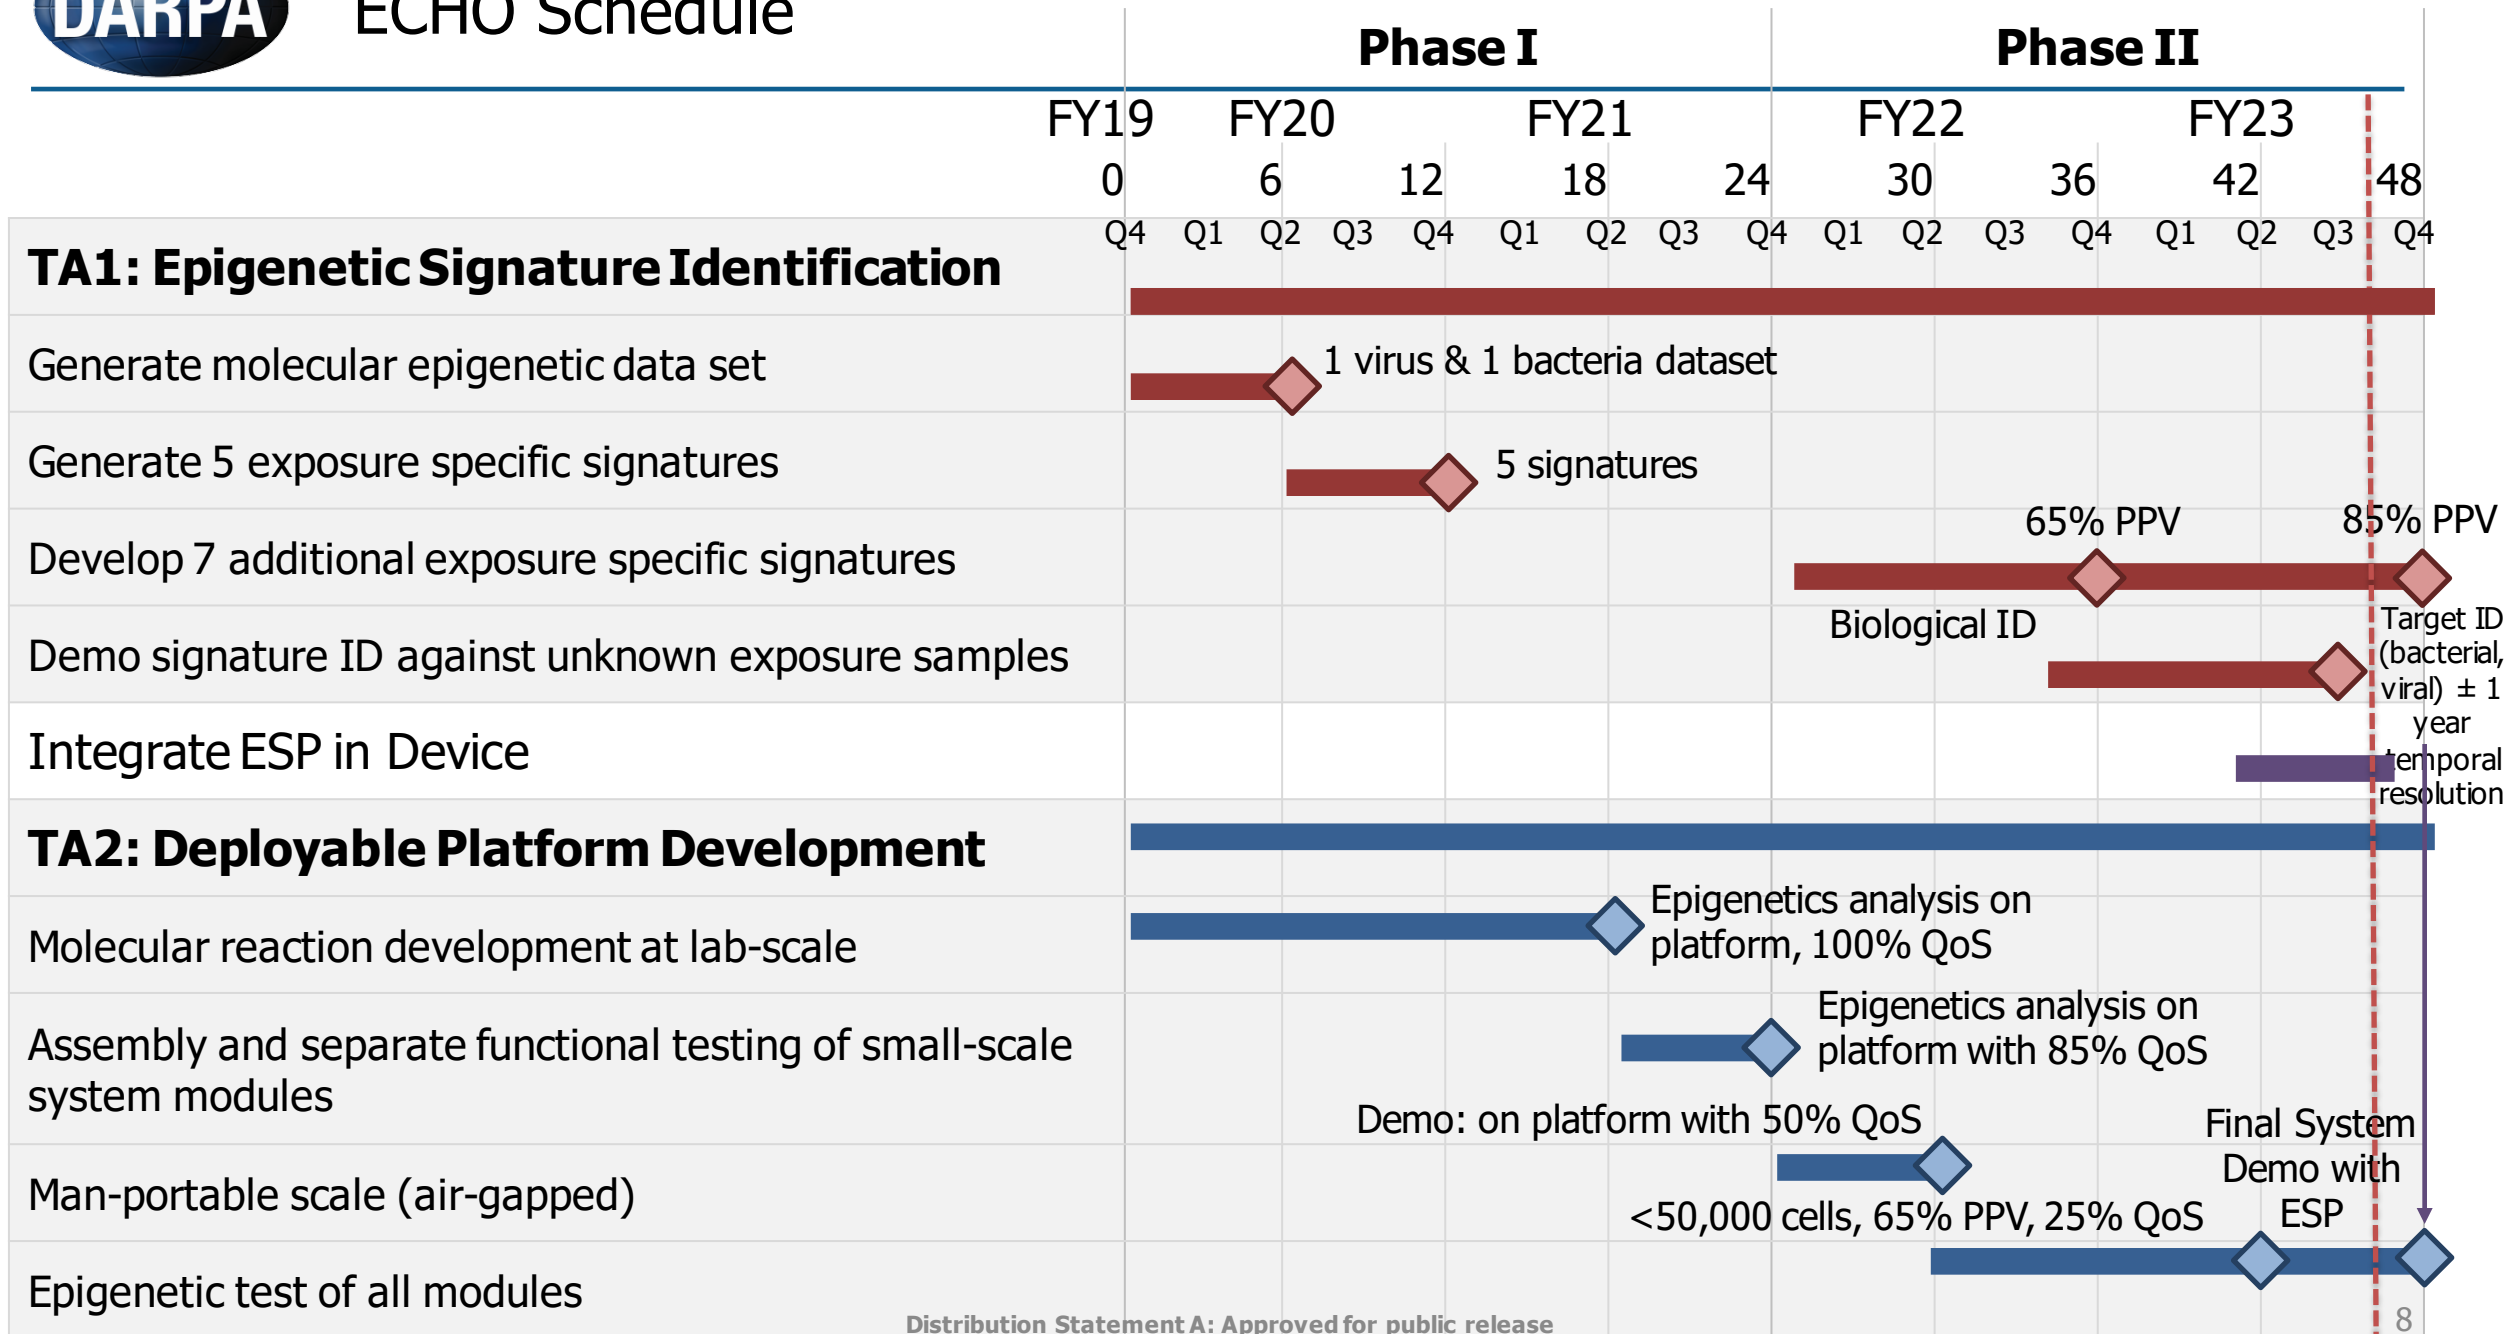 DARPA
ECHO Schedule
Phase I
Phase II
FY19 FY20 FY21 FY22 FY23
0 6 12 18 24 30 36 42 48
Q4 Q1 Q2 Q3 Q4 Q1 Q2 Q3 Q4 Q1 Q2 Q3 Q4 Q1 Q2 Q3 Q4
TA1: Epigenetic Signature Identification
Generate molecular epigenetic data set
1 virus & 1 bacteria dataset
Generate 5 exposure specific signatures
5 signatures
65% PPV
85% PPV
Develop 7 additional exposure specific signatures
Biological ID
Target ID
(bacterial,
viral) ± 1
year
temporal
resolution
Demo signature ID against unknown exposure samples
Integrate ESP in Device
TA2: Deployable Platform Development
Molecular reaction development at lab-scale
Epigenetics analysis on
platform, 100% QoS
Assembly and separate functional testing of small-scale
system modules
Epigenetics analysis on
platform with 85% QoS
Demo: on platform with 50% QoS
Final System
Demo with
ESP
Man-portable scale (air-gapped)
<50,000 cells, 65% PPV, 25% QoS
Epigenetic test of all modules
Distribution Statement A: Approved for public release
8